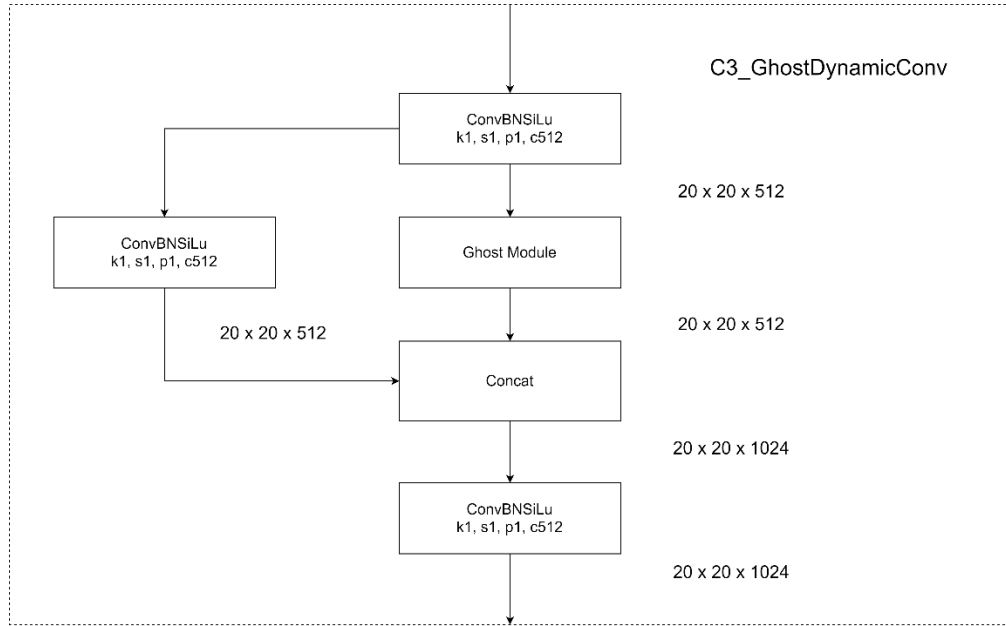 C3_GhostDynamicConv
ConvBNSiLu
k1, s1, p1, c512
20 x 20 x 512
ConvBNSiLu
k1, s1, p1, c512
Ghost Module
20 x 20 x 512
20 x 20 x 512
Concat
20 x 20 x 1024
ConvBNSiLu
k1, s1, p1, c512
20 x 20 x 1024